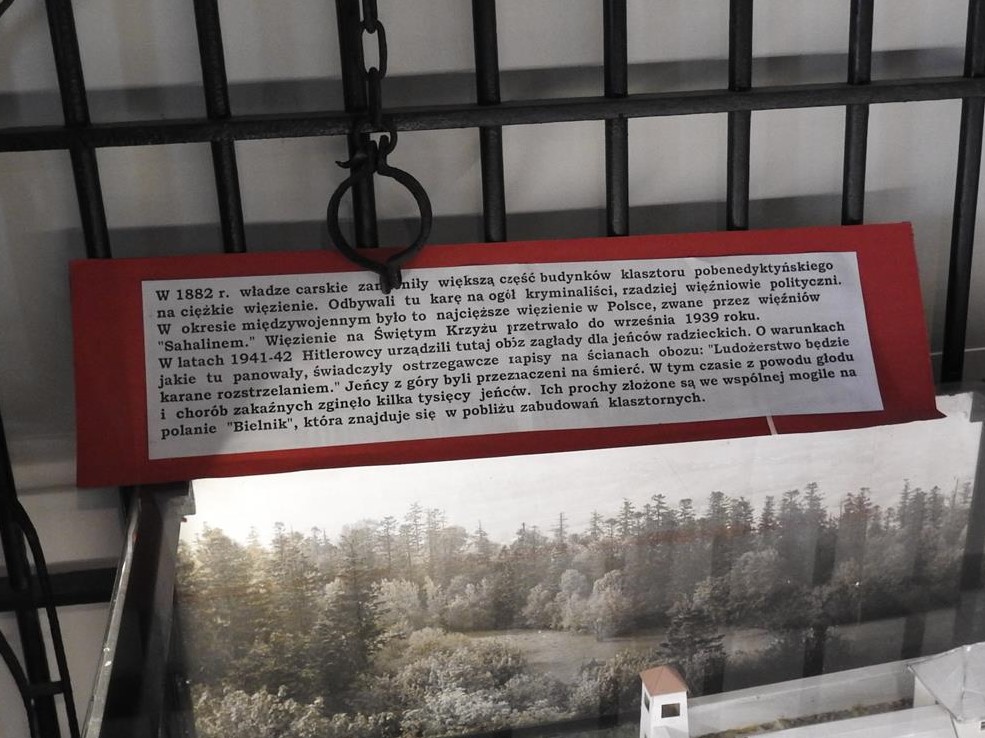 W 1882 r. władze carskie zamieniły większą część budynków klasztoru pobenedyktyńskiego
na ciężkie więzienie. Odbywali tu karę na ogół kryminaliści, rzadziej więźniowie polityczni.
W okresie międzywojennym było to najcięższe więzienie w Polsce, zwane przez więźniów
"Sahalinem." Więzienie na Świętym Krzyżu przetrwało do września 1939 roku.
W latach 1941-42 Hitlerowcy urządzili tutaj obóz zagłady dla jeńców radzieckich. O warunkach
jakie tu panowały, świadczyły ostrzegawcze napisy na ścianach obozu: "Ludożerstwo będzie
karane rozstrzelaniem." Jeńcy z góry byli przeznaczeni na śmierć. W tym czasie z powodu głodu
i chorób zakaźnych zginęło kilka tysięcy jeńców. Ich prochy złożone są we wspólnej mogile na
polanie "Bielnik", która znajduje się w pobliżu zabudowań klasztornych.